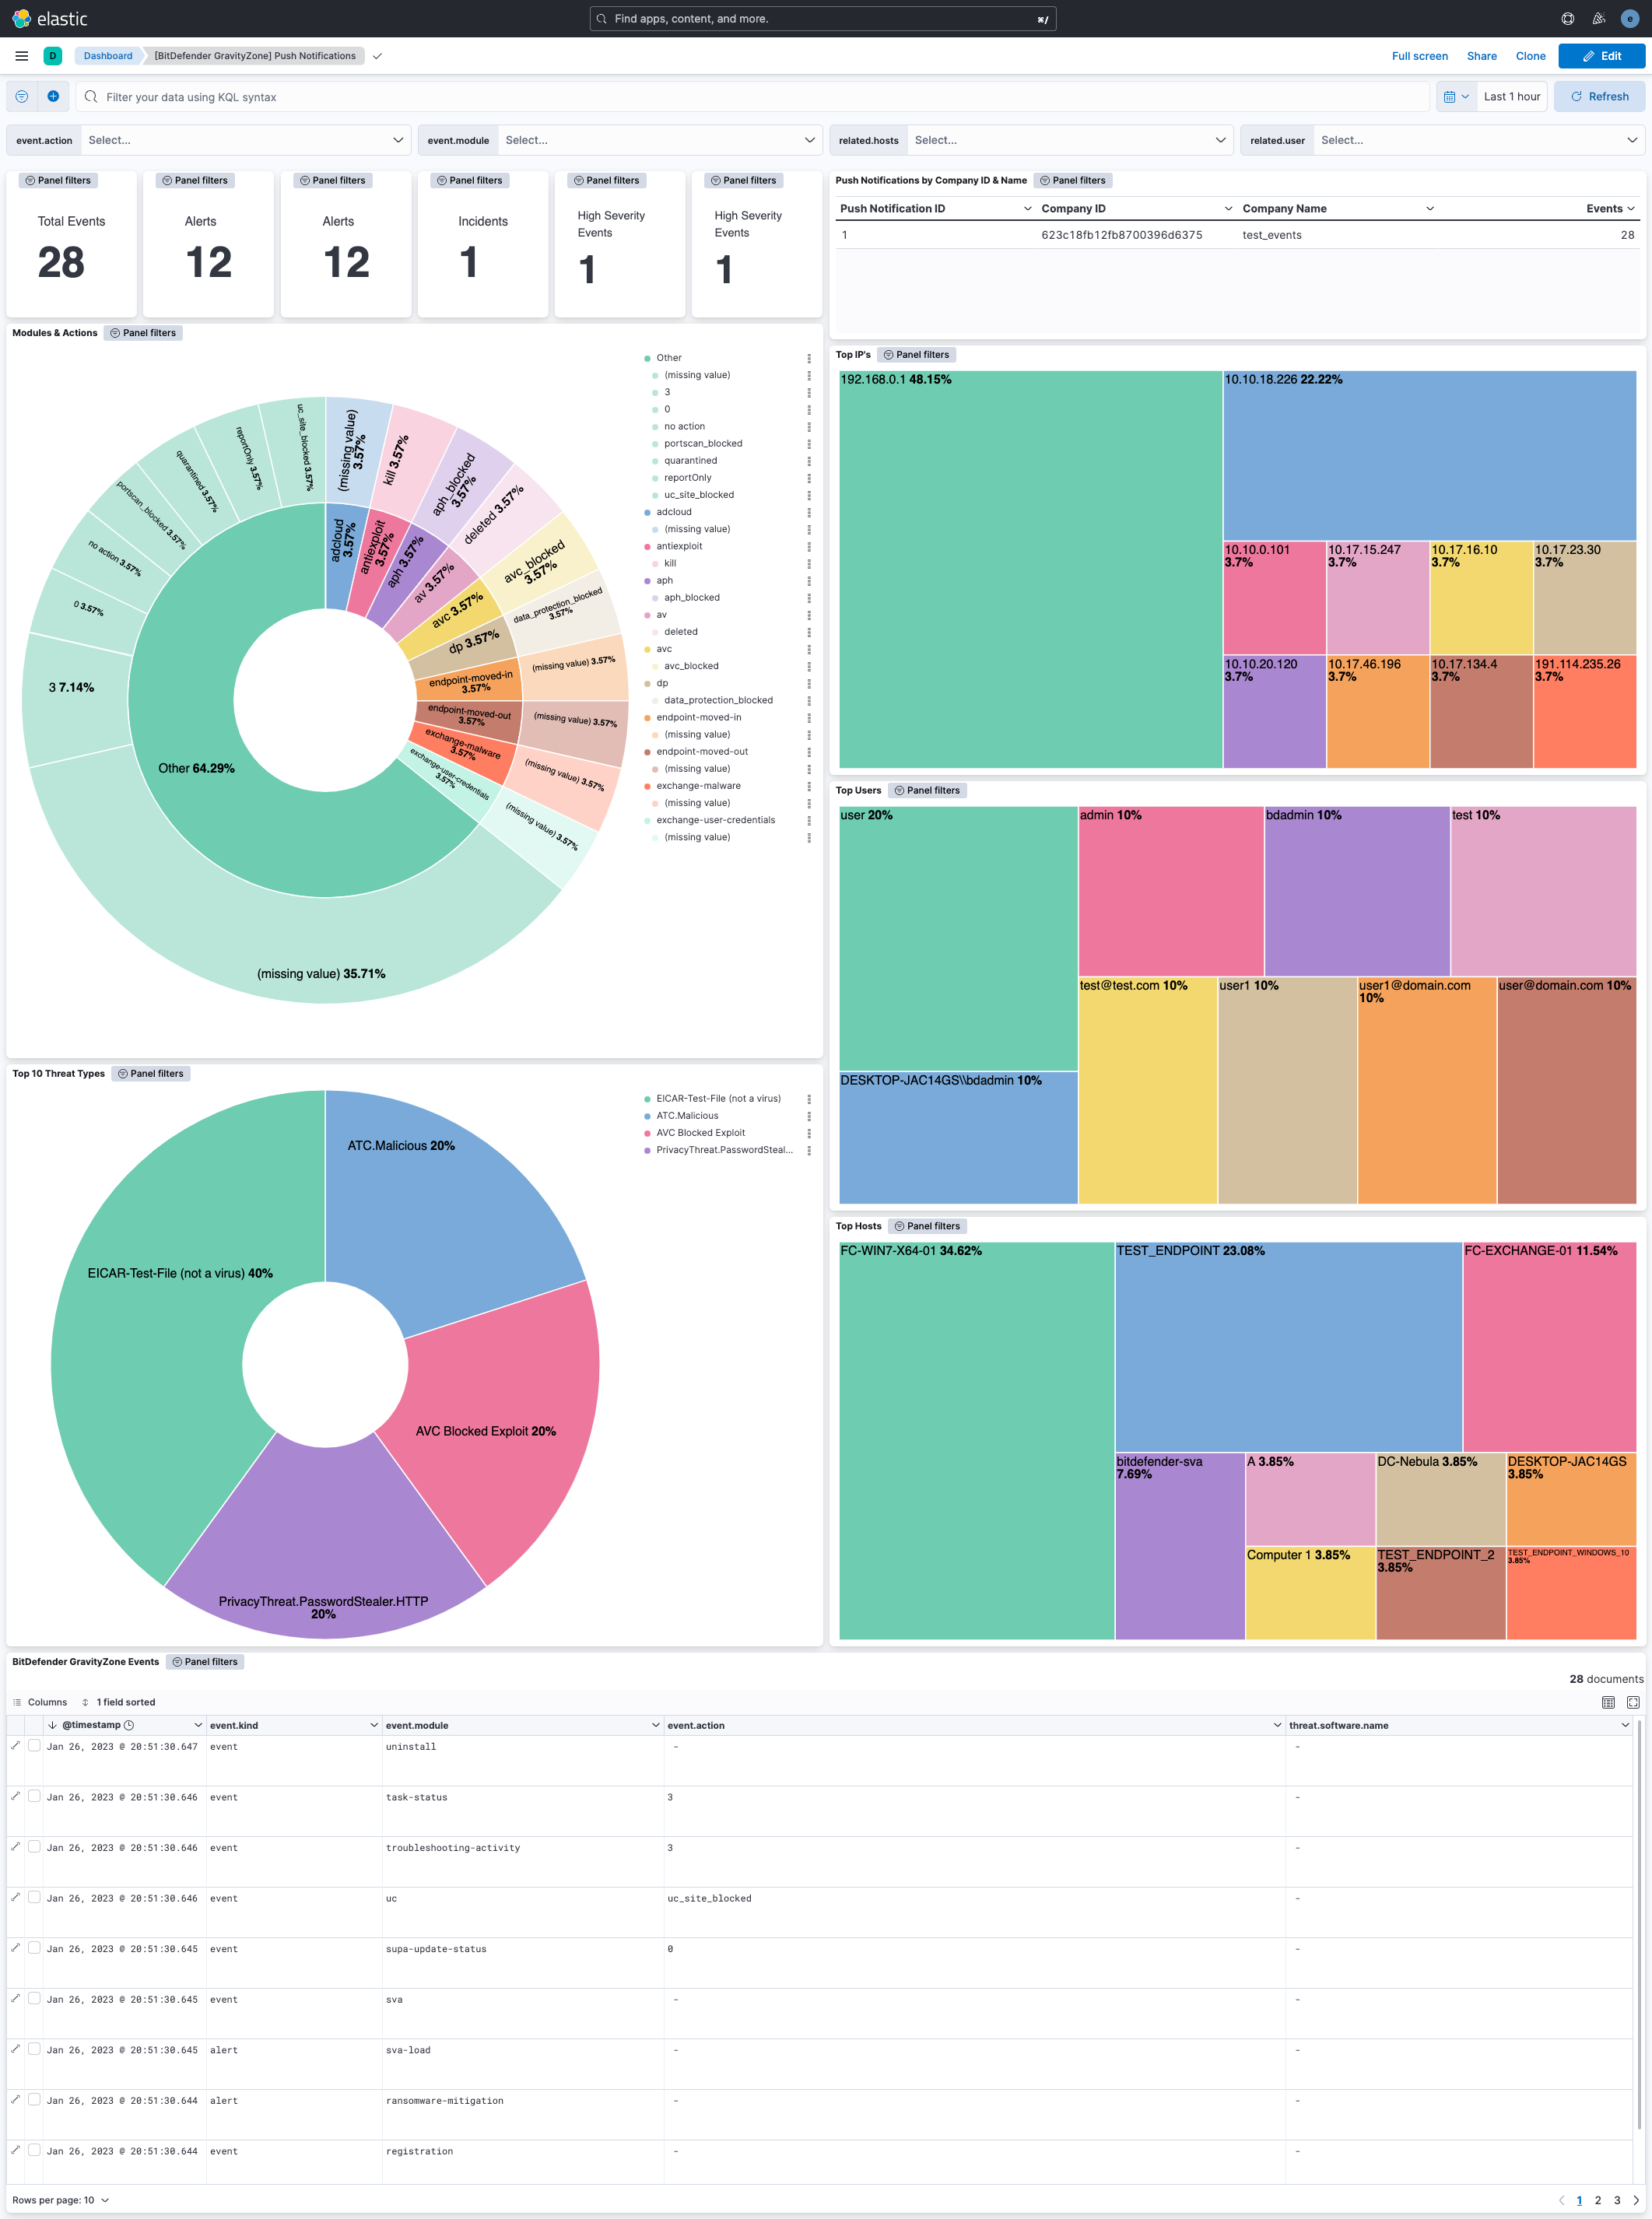 elastic
Find apps, content, and more.
⌘/
e
D
Dashboard
[BitDefender GravityZone] Push Notifications
Full screen
Share
Clone
Edit
Filter your data using KQL syntax
Last 1 hour
Refresh
event.action
Select...
event.module
Select...
related.hosts
Select...
related.user
Select...
Panel filters
Total Events
28
Panel filters
Alerts
12
Panel filters
Alerts
12
Panel filters
Incidents
1
Panel filters
High Severity
Events
1
Panel filters
High Severity
Events
1
Push Notifications by Company ID & Name
Panel filters
Push Notification ID
Company ID
Company Name
Events
1
623c18fb12fb8700396d6375
test_events
28
Modules & Actions
Panel filters
uc_site_blocked 3.57%
reportOnly 3.57%
quarantined 3.57%
portscan_blocked 3.57%
no action 3.57%
0 3.57%
3 7.14%
(missing value) 35.71%
Other 64.29%
(missing value)
3.57%
kill 3.57%
aph_blocked
3.57%
deleted 3.57%
avc_blocked
3.57%
data_protection_blocked
3.57%
(missing value) 3.57%
(missing value) 3.57%
(missing value) 3.57%
(missing value) 3.57%
adcloud
3.57%
antiexploit
3.57%
aph 3.57%
av 3.57%
avc 3.57%
dp 3.57%
endpoint-moved-in
3.57%
endpoint-moved-out
3.57%
exchange-malware
3.57%
exchange-user-credentials
3.57%
Other
(missing value)
3
0
no action
portscan_blocked
quarantined
reportOnly
uc_site_blocked
adcloud
(missing value)
antiexploit
kill
aph
aph_blocked
av
deleted
avc
avc_blocked
dp
data_protection_blocked
endpoint-moved-in
(missing value)
endpoint-moved-out
(missing value)
exchange-malware
(missing value)
exchange-user-credentials
(missing value)
Top IP's
Panel filters
192.168.0.1 48.15%
10.10.18.226 22.22%
10.10.0.101
3.7%
10.17.15.247
3.7%
10.17.16.10
3.7%
10.17.23.30
3.7%
10.10.20.120
3.7%
10.17.46.196
3.7%
10.17.134.4
3.7%
191.114.235.26
3.7%
Top Users
Panel filters
user 20%
admin 10%
bdadmin 10%
test 10%
test@test.com 10%
user1 10%
user1@domain.com
10%
user@domain.com 10%
DESKTOP-JAC14GS\\bdadmin 10%
Top 10 Threat Types
Panel filters
ATC.Malicious 20%
EICAR-Test-File (not a virus) 40%
AVC Blocked Exploit 20%
PrivacyThreat.PasswordStealer.HTTP
20%
EICAR-Test-File (not a virus)
ATC.Malicious
AVC Blocked Exploit
PrivacyThreat.PasswordSteal...
Top Hosts
Panel filters
FC-WIN7-X64-01 34.62%
TEST_ENDPOINT 23.08%
FC-EXCHANGE-01 11.54%
bitdefender-sva
7.69%
A 3.85%
DC-Nebula 3.85%
DESKTOP-JAC14GS
3.85%
Computer 1 3.85%
TEST_ENDPOINT_2
3.85%
TEST_ENDPOINT_WINDOWS_10
3.85%
BitDefender GravityZone Events
Panel filters
28 documents
Columns
1 field sorted
@timestamp
event.kind
event.module
event.action
threat.software.name
Jan 26, 2023 @ 20:51:30.647 event uninstall - -
Jan 26, 2023 @ 20:51:30.646 event task-status 3 -
Jan 26, 2023 @ 20:51:30.646 event troubleshooting-activity 3 -
Jan 26, 2023 @ 20:51:30.646 event uc uc_site_blocked -
Jan 26, 2023 @ 20:51:30.645 event supa-update-status 0 -
Jan 26, 2023 @ 20:51:30.645 event sva - -
Jan 26, 2023 @ 20:51:30.645 alert sva-load - -
Jan 26, 2023 @ 20:51:30.644 alert ransomware-mitigation - -
Jan 26, 2023 @ 20:51:30.644 event registration - -
Rows per page: 10
1 2 3